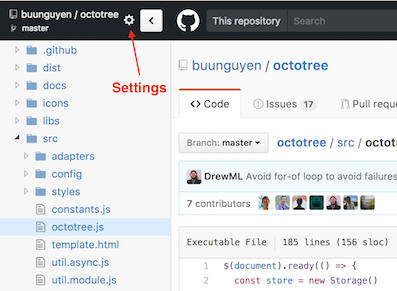 buunguyen / octotree
master
This repository
Search
.github
dist
docs
icons
libs
src
adapters
config
styles
constants.js
octotree.js
template.html
util.async.js
util.module.js
Settings
buunguyen / octotree
Code
Issues 17
Pull reque
Branch: master
octotree / src / octot
DrewML Avoid for-of loop to avoid failures
7 contributors
Executable File 185 lines (156 sloc)
1 $(document).ready(() => {
2 const store = new Storage()